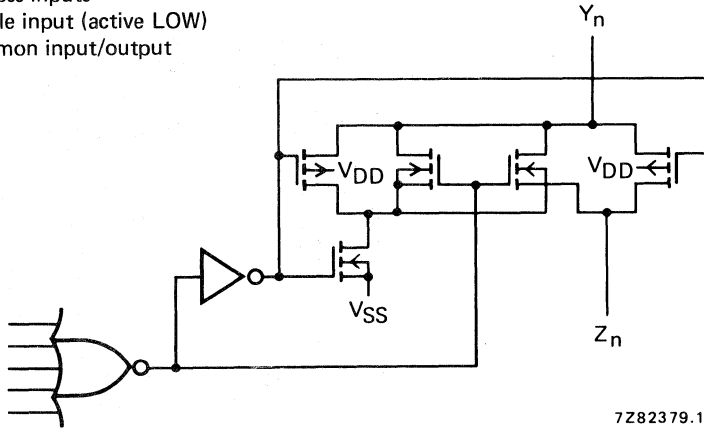 le input (active LOW)
mon input/output
Yn
VDD
VDD
VSS
Zn
7Z82379.1